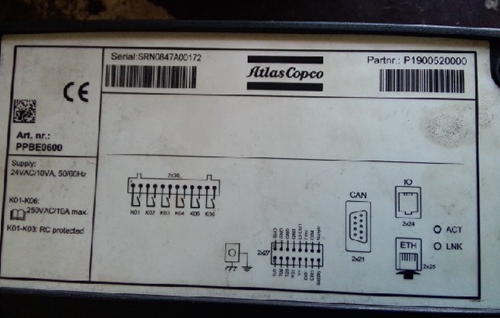 Serial: SRN0847A00172
Atlas Copco
Partnr.: P1900520000
CE
Art. nr.:
PPBE0600
Supply:
24VAC/10VA, 50/60Hz
K01-K06:
250VAC/10A max.
K01-K03: RC protected
2x30
K01 K02 K03 K04 K05 K06
CAN
2x21
IO
2x24
ACT
LNK
ETH
2x25
2x27